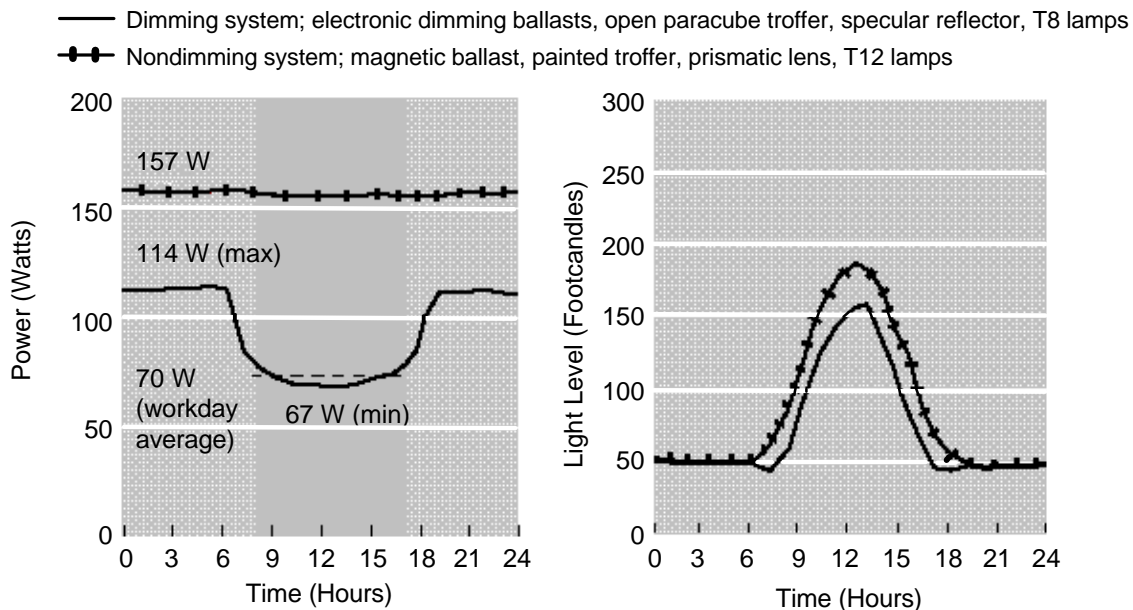 Dimming system; electronic dimming ballasts, open paracube troffer, specular reflector, T8 lamps
Nondimming system; magnetic ballast, painted troffer, prismatic lens, T12 lamps
Power (Watts)
200
150
100
50
0
157 W
114 W (max)
70 W
(workday
average)
67 W (min)
0 3 6 9 12 15 18 21 24
Time (Hours)
Light Level (Footcandles)
300
250
200
150
100
50
0
0 3 6 9 12 15 18 21 24
Time (Hours)